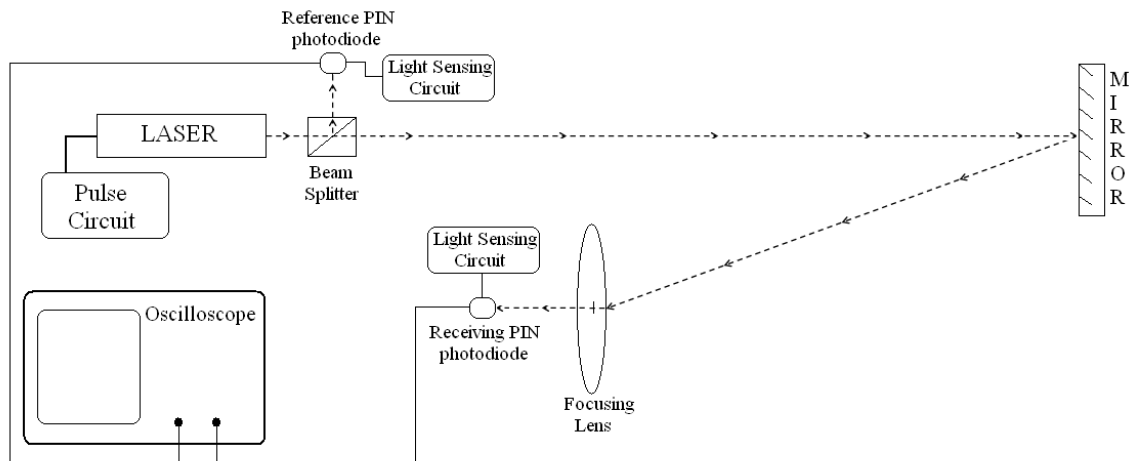 Reference PIN
photodiode
Light Sensing
Circuit
LASER
Beam
Splitter
Pulse
Circuit
M
I
R
R
O
R
Light Sensing
Circuit
Receiving PIN
photodiode
Oscilloscope
Focusing
Lens